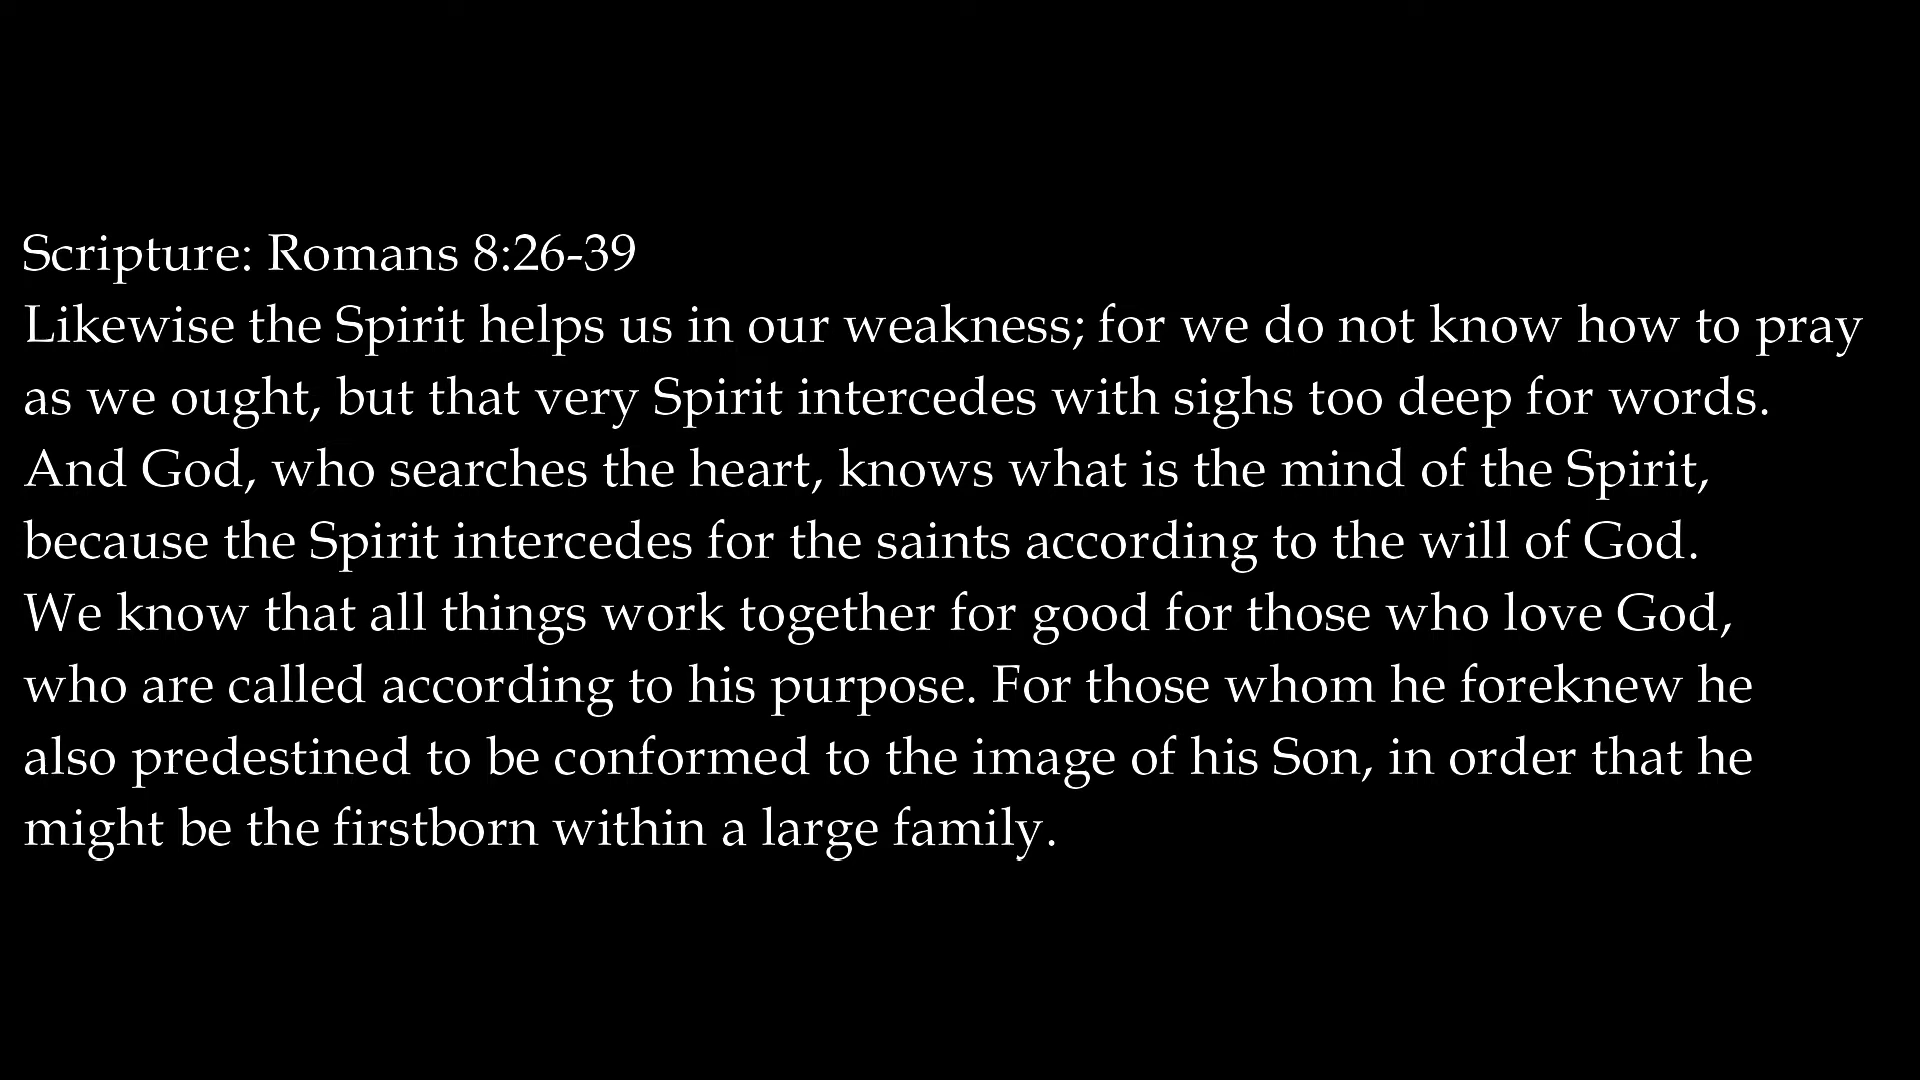 Scripture: Romans 8:26-39
Likewise the Spirit helps us in our weakness; for we do not know how to pray
as we ought, but that very Spirit intercedes with sighs too deep for words.
And God, who searches the heart, knows what is the mind of the Spirit,
because the Spirit intercedes for the saints according to the will of God.
We know that all things work together for good for those who love God,
who are called according to his purpose. For those whom he foreknew he
also predestined to be conformed to the image of his Son, in order that he
might be the firstborn within a large family.